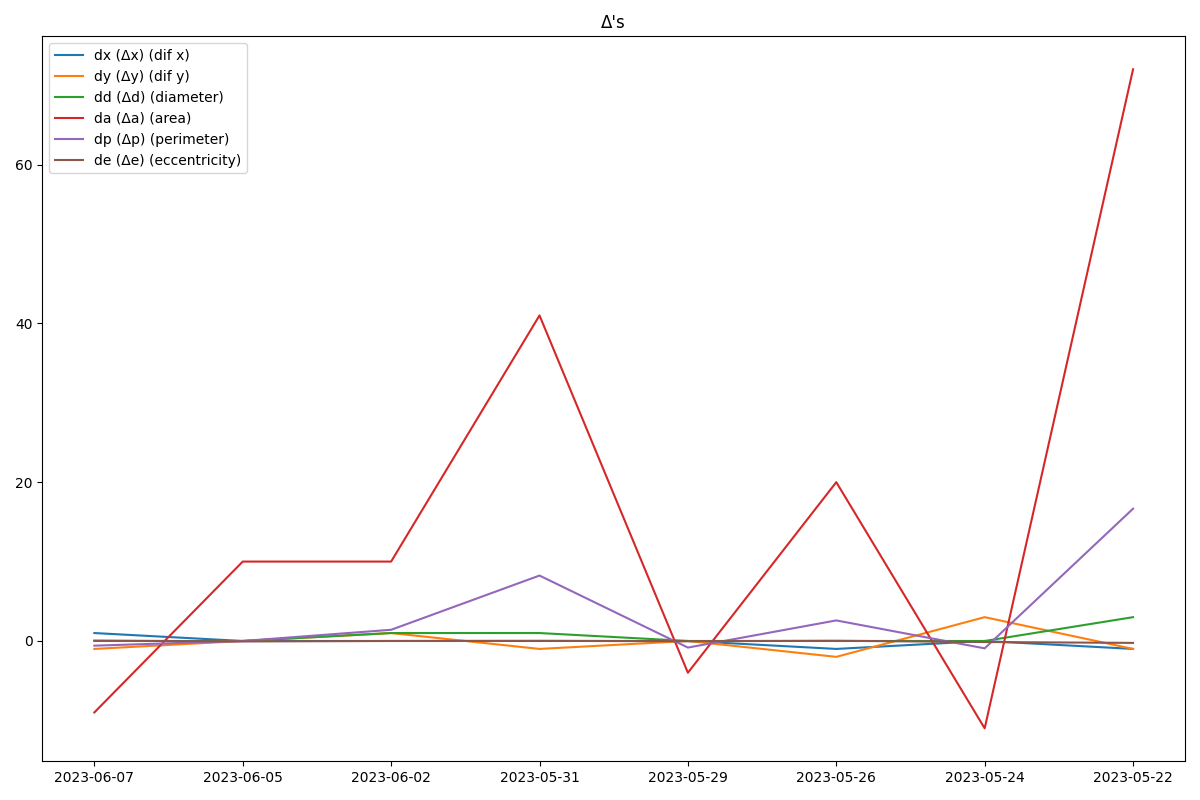 Δ's
dx (Δx) (dif x)
dy (Δy) (dif y)
dd (Δd) (diameter)
da (Δa) (area)
dp (Δp) (perimeter)
de (Δe) (eccentricity)
60
40
20
0
2023-06-07 2023-06-05 2023-06-02 2023-05-31 2023-05-29 2023-05-26 2023-05-24 2023-05-22